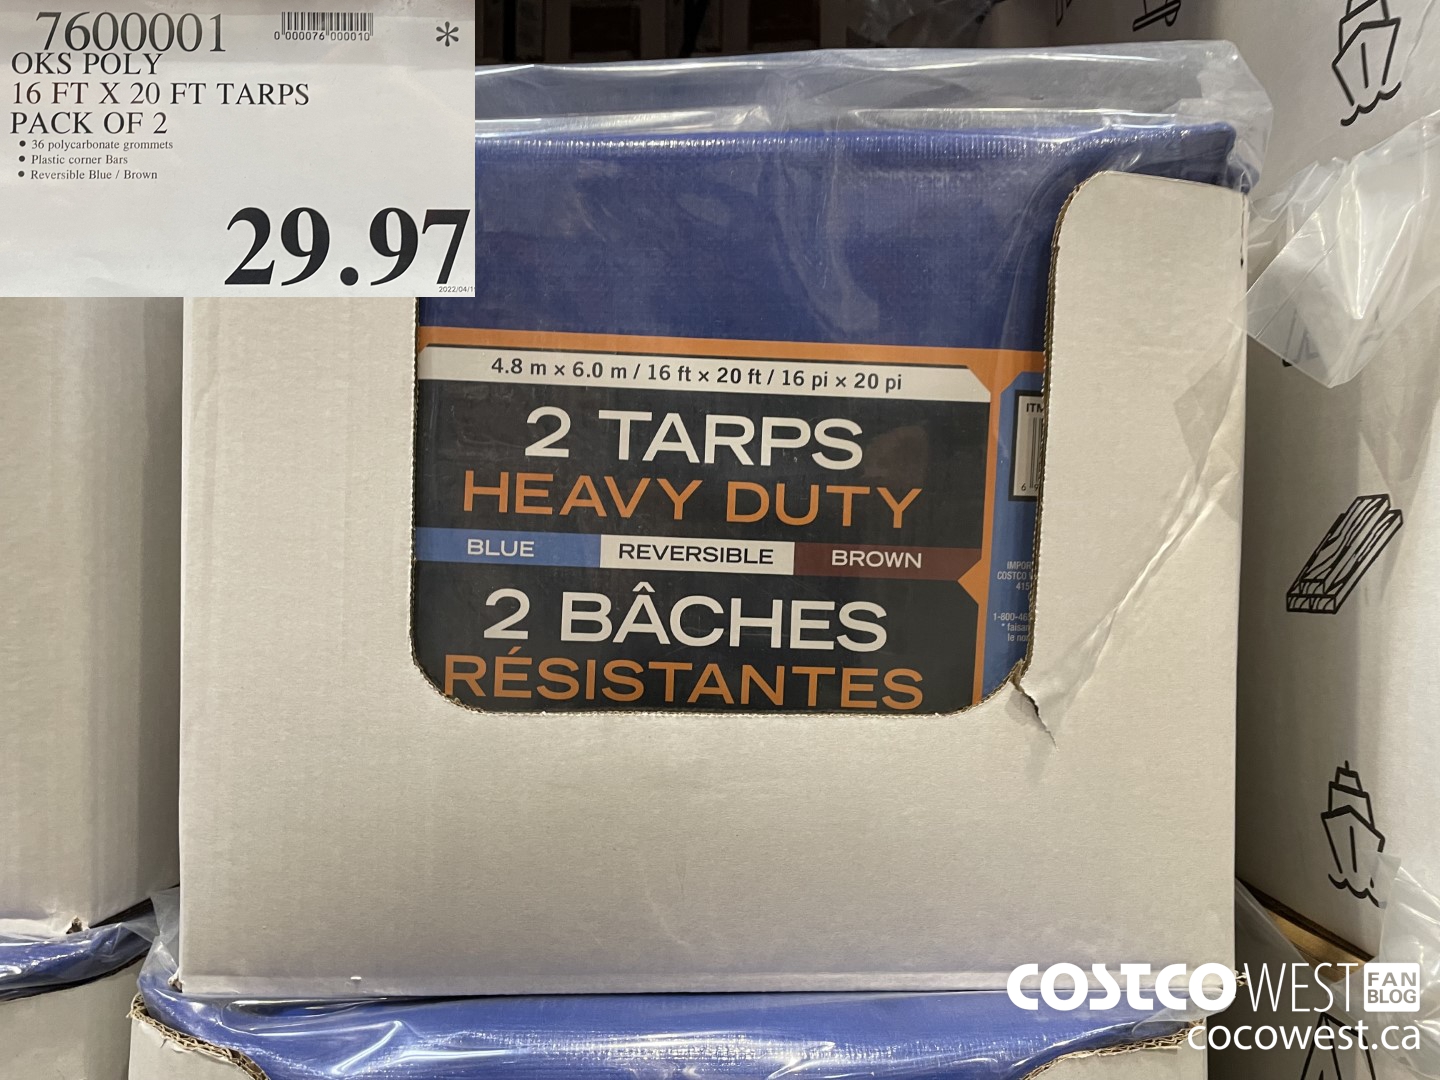 7600001
0 000076 000010
*
OKS POLY
16 FT X 20 FT TARPS
PACK OF 2
• 36 polycarbonate grommets
• Plastic corner Bars
• Reversible Blue / Brown
29.97
4.8 m × 6.0 m / 16 ft × 20 ft / 16 pi × 20 pi
2 TARPS
HEAVY DUTY
BLUE REVERSIBLE BROWN
2 BÂCHES
RÉSISTANTES
COSTCO WEST FAN BLOG
cocowest.ca